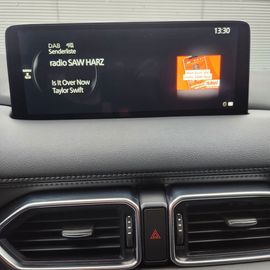 13:30
DAB
Senderliste
radio SAW HARZ
Is It Over Now
Taylor Swift